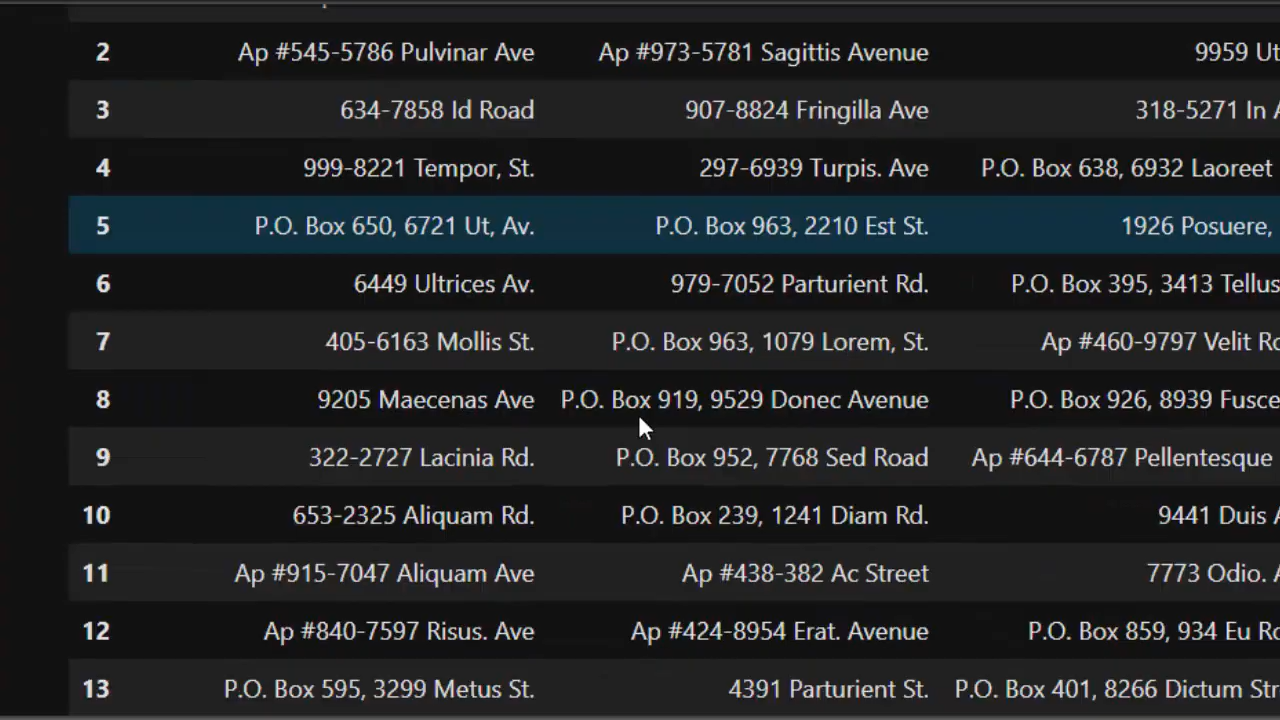 2 Ap #545-5786 Pulvinar Ave Ap #973-5781 Sagittis Avenue 9959 Ut
3 634-7858 Id Road 907-8824 Fringilla Ave 318-5271 In
4 999-8221 Tempor, St. 297-6939 Turpis. Ave P.O. Box 638, 6932 Laoreet
5 P.O. Box 650, 6721 Ut, Av. P.O. Box 963, 2210 Est St. 1926 Posuere,
6 6449 Ultrices Av. 979-7052 Parturient Rd. P.O. Box 395, 3413 Tellus
7 405-6163 Mollis St. P.O. Box 963, 1079 Lorem, St. Ap #460-9797 Velit
8 9205 Maecenas Ave P.O. Box 919, 9529 Donec Avenue P.O. Box 926, 8939 Fusce
9 322-2727 Lacinia Rd. P.O. Box 952, 7768 Sed Road Ap #644-6787 Pellentesque
10 653-2325 Aliquam Rd. P.O. Box 239, 1241 Diam Rd. 9441 Duis
11 Ap #915-7047 Aliquam Ave Ap #438-382 Ac Street 7773 Odio.
12 Ap #840-7597 Risus. Ave Ap #424-8954 Erat. Avenue P.O. Box 859, 934 Eu
13 P.O. Box 595, 3299 Metus St. 4391 Parturient St. P.O. Box 401, 8266 Dictum